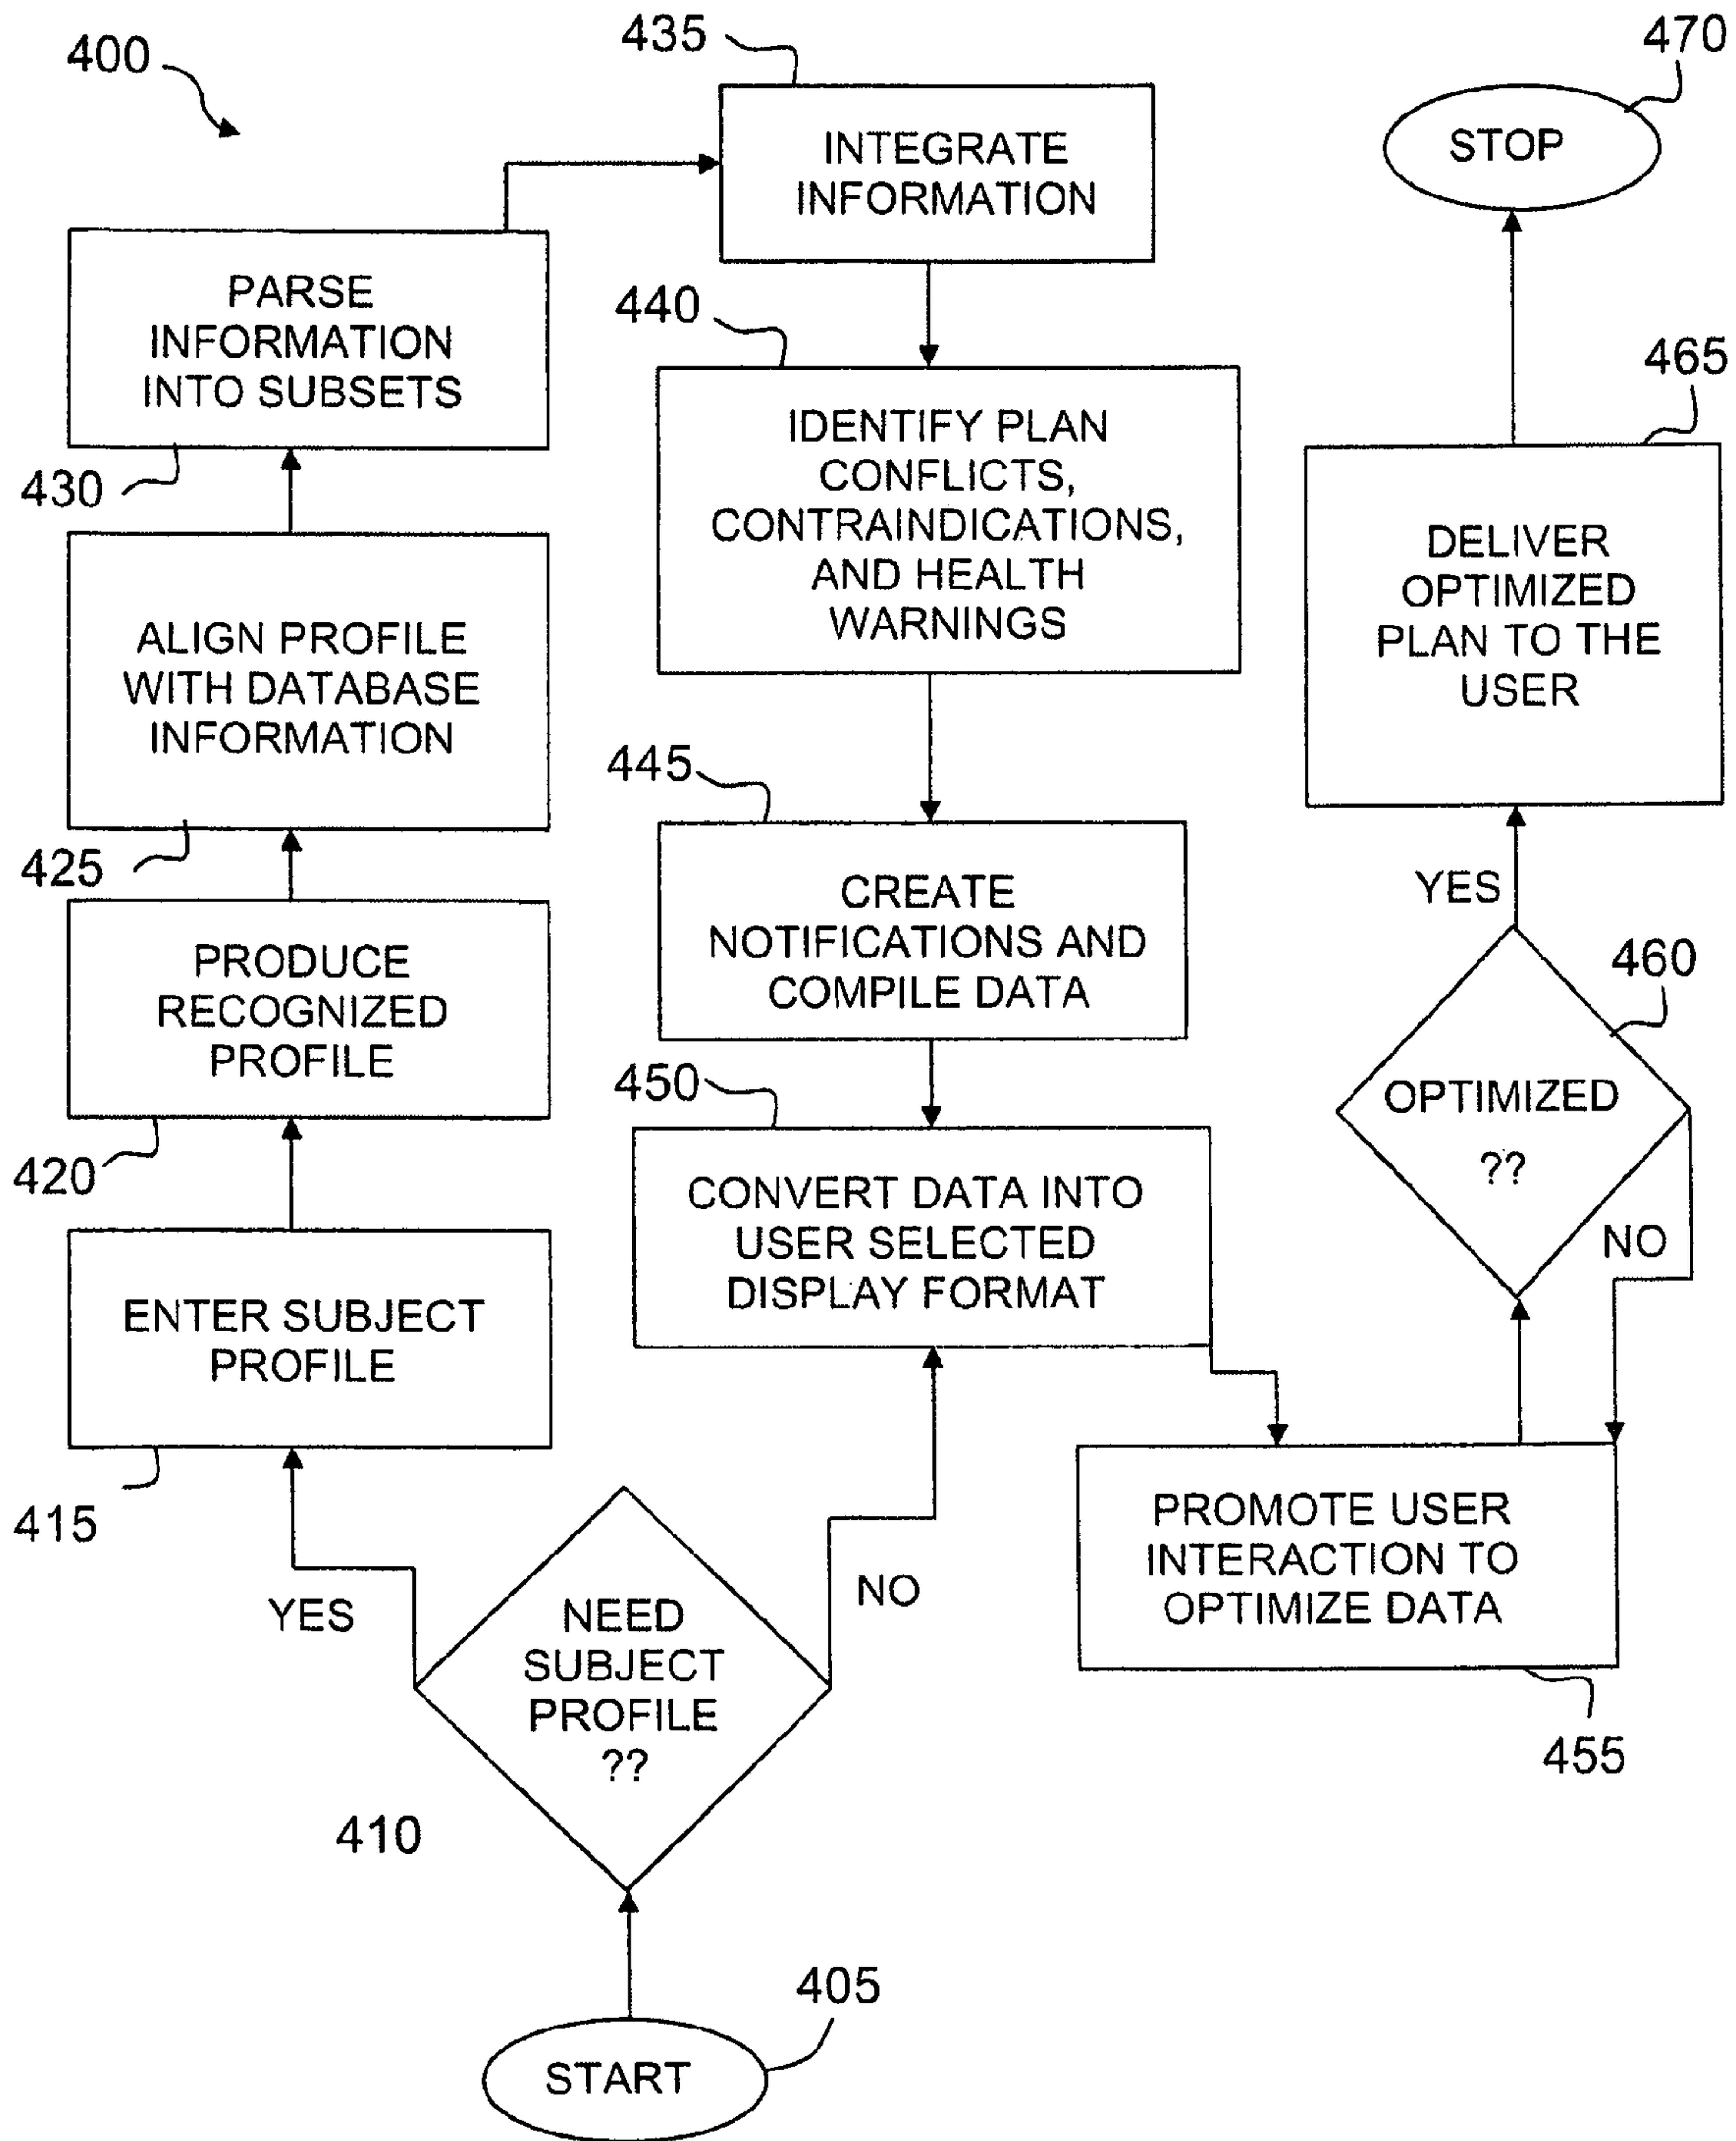 400
435
INTEGRATE
INFORMATION
470
STOP
PARSE
INFORMATION
INTO SUBSETS
430
440
IDENTIFY PLAN
CONFLICTS,
CONTRAINDICATIONS,
AND HEALTH
WARNINGS
465
DELIVER
OPTIMIZED
PLAN TO THE
USER
ALIGN PROFILE
WITH DATABASE
INFORMATION
425
445
CREATE
NOTIFICATIONS AND
COMPILE DATA
YES
460
OPTIMIZED
??
NO
PRODUCE
RECOGNIZED
PROFILE
420
450
CONVERT DATA INTO
USER SELECTED
DISPLAY FORMAT
ENTER SUBJECT
PROFILE
415
YES
NEED
SUBJECT
PROFILE
??
NO
410
PROMOTE USER
INTERACTION TO
OPTIMIZE DATA
455
405
START